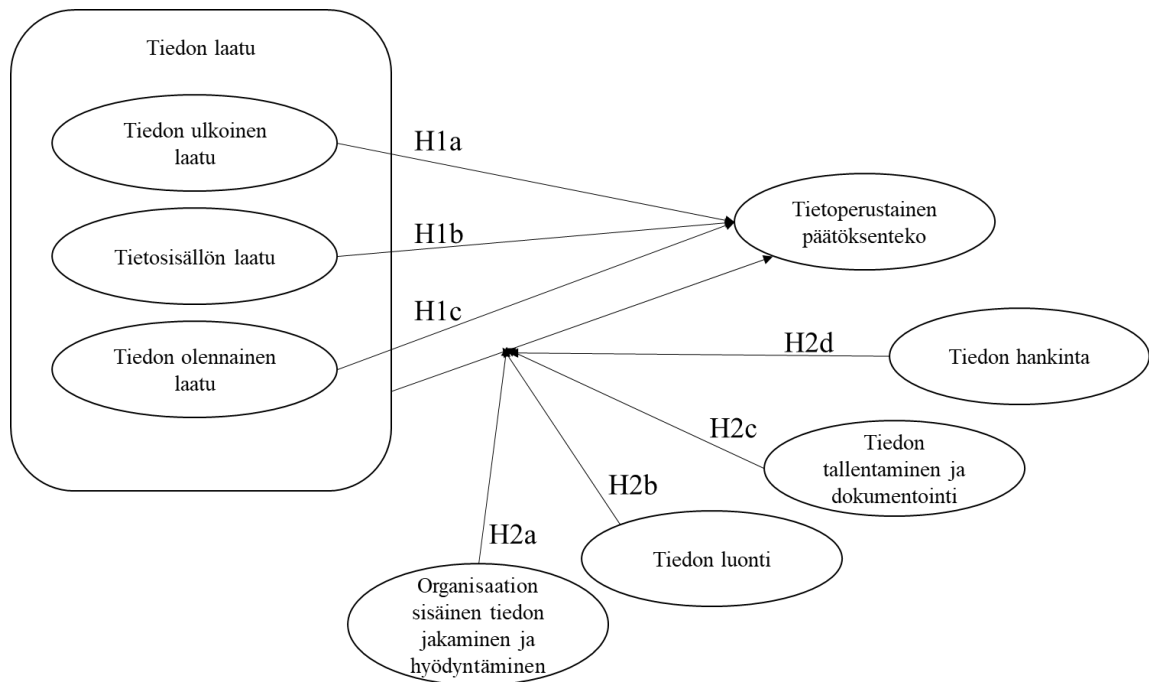 Tiedon laatu
Tiedon ulkoinen
laatu
H1a
Tietosisällön laatu
H1b
Tiedon olennainen
laatu
H1c
Tietoperustainen
päätöksenteko
H2d
Tiedon hankinta
H2c
Tiedon
tallentaminen ja
dokumentointi
H2b
Tiedon luonti
H2a
Organisaation
sisäinen tiedon
jakaminen ja
hyödyntäminen